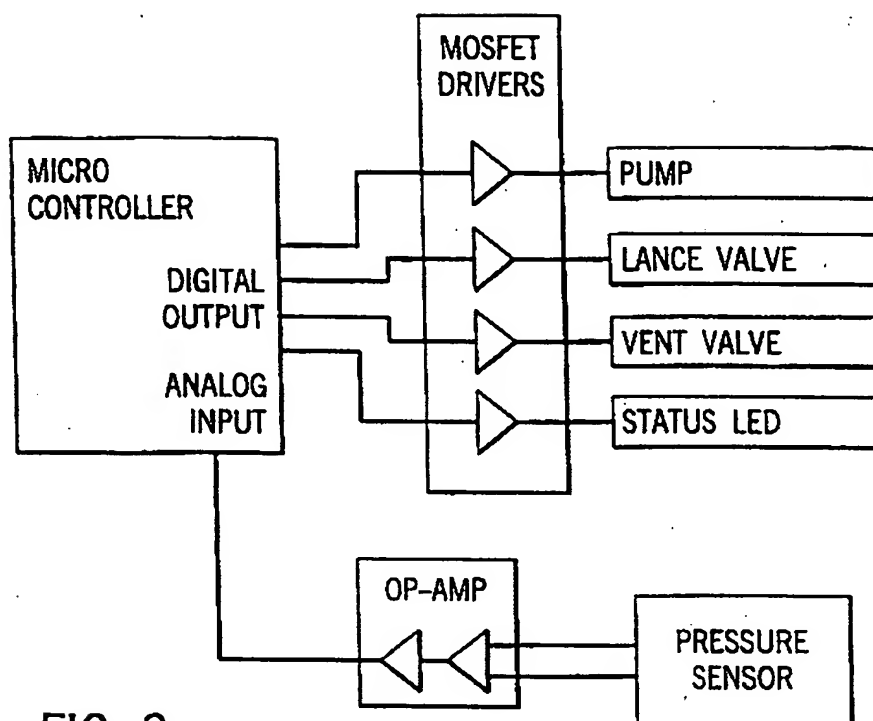 MOSFET
DRIVERS
MICRO
CONTROLLER
PUMP
LANCE VALVE
DIGITAL
OUTPUT
VENT VALVE
ANALOG
INPUT
STATUS LED
OP-AMP
PRESSURE
SENSOR
FIG.